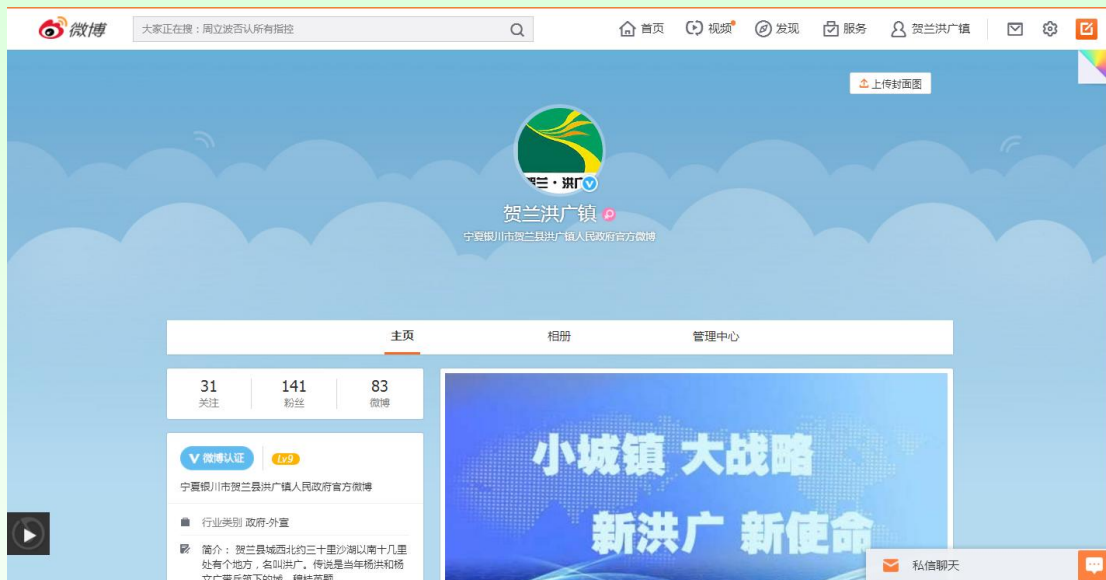 微博
大家正在搜：周立波否认所有指控
首页 视频 发现 服务 贺兰洪广镇
上传封面图
贺兰·洪广
贺兰洪广镇
宁夏银川市贺兰县洪广镇人民政府官方微博
主页 相册 管理中心
31 141 83
关注 粉丝 微博
小城镇 大战略
新洪广 新使命
V 微博认证 Lv9
宁夏银川市贺兰县洪广镇人民政府官方微博
行业类别 政府-外宣
简介： 贺兰县城西北约三十里沙湖以南十几里
处有个地方，名叫洪广。传说是当年杨洪和杨
私信聊天